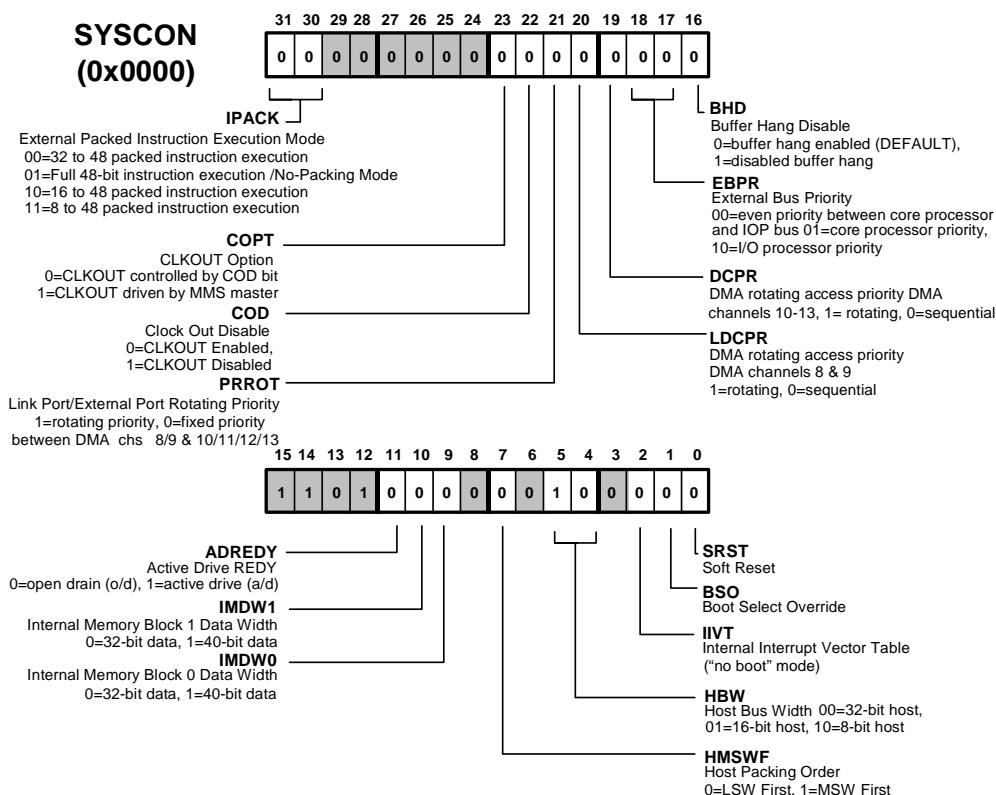 SYSCON
(0x0000)
31 30 29 28 27 26 25 24 23 22 21 20 19 18 17 16
0 0 0 0 0 0 0 0 0 0 0 0 0 0 0 0
IPACK
External Packed Instruction Execution Mode
00=32 to 48 packed instruction execution
01=Full 48-bit instruction execution /No-Packing Mode
10=16 to 48 packed instruction execution
11=8 to 48 packed instruction execution
COPT
CLKOUT Option
0=CLKOUT controlled by COD bit
1=CLKOUT driven by MMS master
COD
Clock Out Disable
0=CLKOUT Enabled,
1=CLKOUT Disabled
PRROT
Link Port/External Port Rotating Priority
1=rotating priority, 0=fixed priority
between DMA chs 8/9 & 10/11/12/13
BHD
Buffer Hang Disable
0=buffer hang enabled (DEFAULT),
1=disabled buffer hang
EBPR
External Bus Priority
00=even priority between core processor
and IOP bus 01=core processor priority,
10=I/O processor priority
DCPR
DMA rotating access priority DMA
channels 10-13, 1= rotating, 0=sequential
LDCPR
DMA rotating access priority
DMA channels 8 & 9
1=rotating, 0=sequential
15 14 13 12 11 10 9 8 7 6 5 4 3 2 1 0
1 1 0 1 0 0 0 0 0 0 1 0 0 0 0 0
ADREDY
Active Drive REDY
0=open drain (o/d), 1=active drive (a/d)
IMDW1
Internal Memory Block 1 Data Width
0=32-bit data, 1=40-bit data
IMDW0
Internal Memory Block 0 Data Width
0=32-bit data, 1=40-bit data
SRST
Soft Reset
BSO
Boot Select Override
IIVT
Internal Interrupt Vector Table
("no boot" mode)
HBW
Host Bus Width 00=32-bit host,
01=16-bit host, 10=8-bit host
HMSWF
Host Packing Order
0=LSW First, 1=MSW First